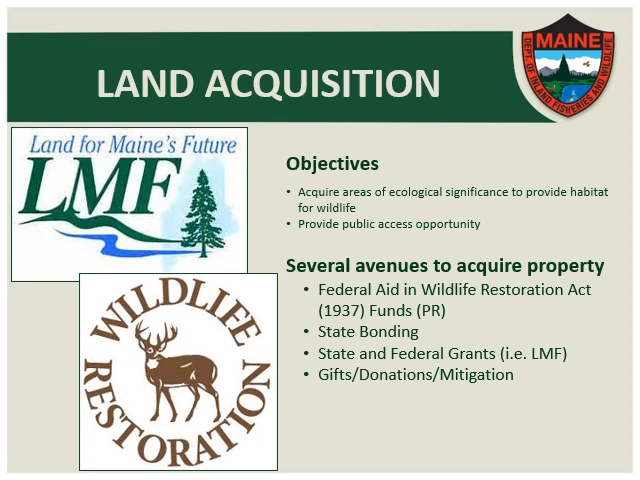 LAND ACQUISITION
MAINE
DEPT. OF INLAND FISHERIES AND WILDLIFE
Land for Maine's Future
LMF
WILDLIFE
RESTORATION
Objectives
• Acquire areas of ecological significance to provide habitat
for wildlife
• Provide public access opportunity
Several avenues to acquire property
• Federal Aid in Wildlife Restoration Act
(1937) Funds (PR)
• State Bonding
• State and Federal Grants (i.e. LMF)
• Gifts/Donations/Mitigation